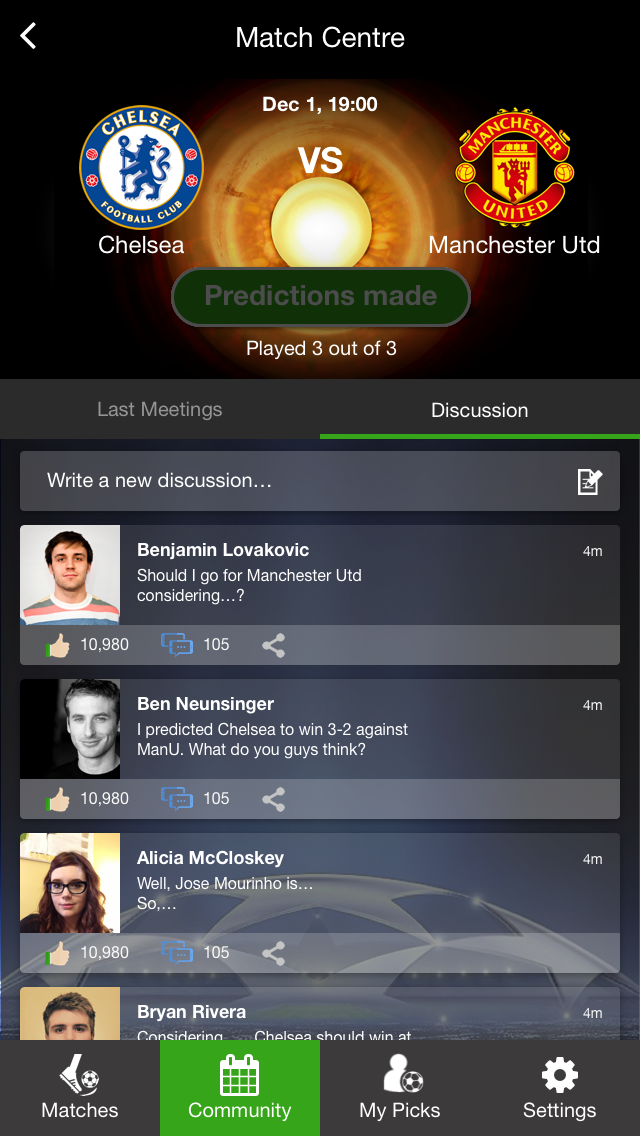 Match Centre
Dec 1, 19:00
VS
CHELSEA
FOOTBALL CLUB
MANCHESTER
UNITED
Chelsea
Manchester Utd
Predictions made
Played 3 out of 3
Last Meetings
Discussion
Write a new discussion…
Benjamin Lovakovic
4m
Should I go for Manchester Utd
considering…?
10,980
105
Ben Neunsinger
4m
I predicted Chelsea to win 3-2 against
ManU. What do you guys think?
10,980
105
Alicia McCloskey
4m
Well, Jose Mourinho is…
So,…
10,980
105
Bryan Rivera
4m
Considering…… Chelsea should win at
Matches
Community
My Picks
Settings